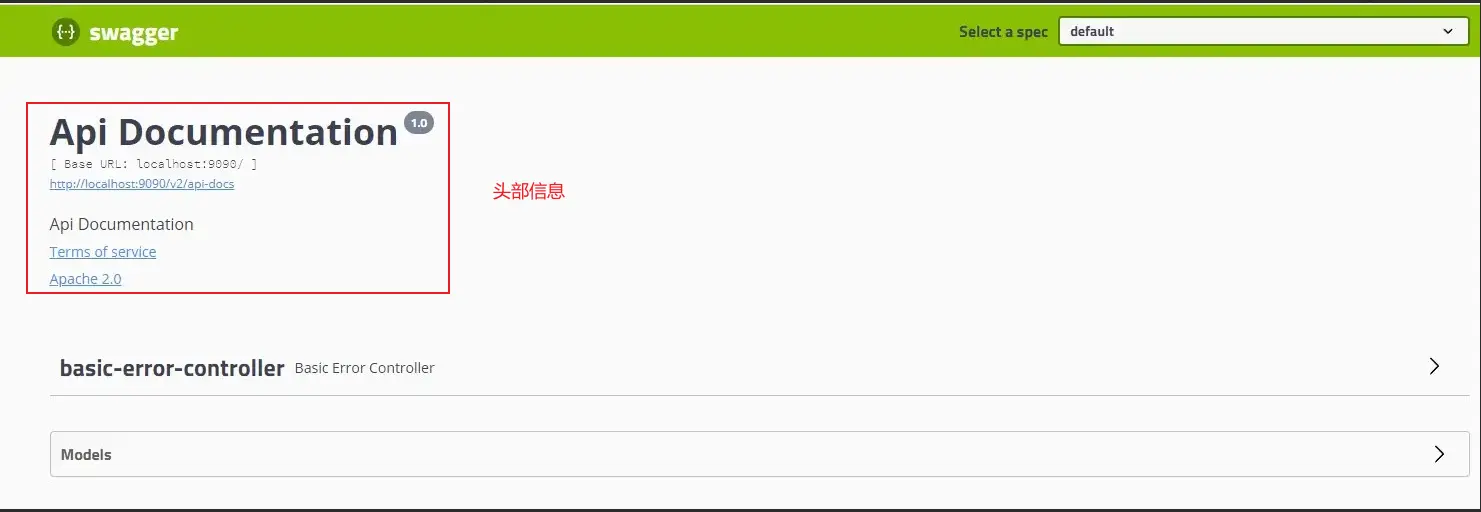 swagger
Select a spec
default
Api Documentation 1.0
[ Base URL: localhost:9090/ ]
http://localhost:9090/v2/api-docs
头部信息
Api Documentation
Terms of service
Apache 2.0
basic-error-controller Basic Error Controller
Models